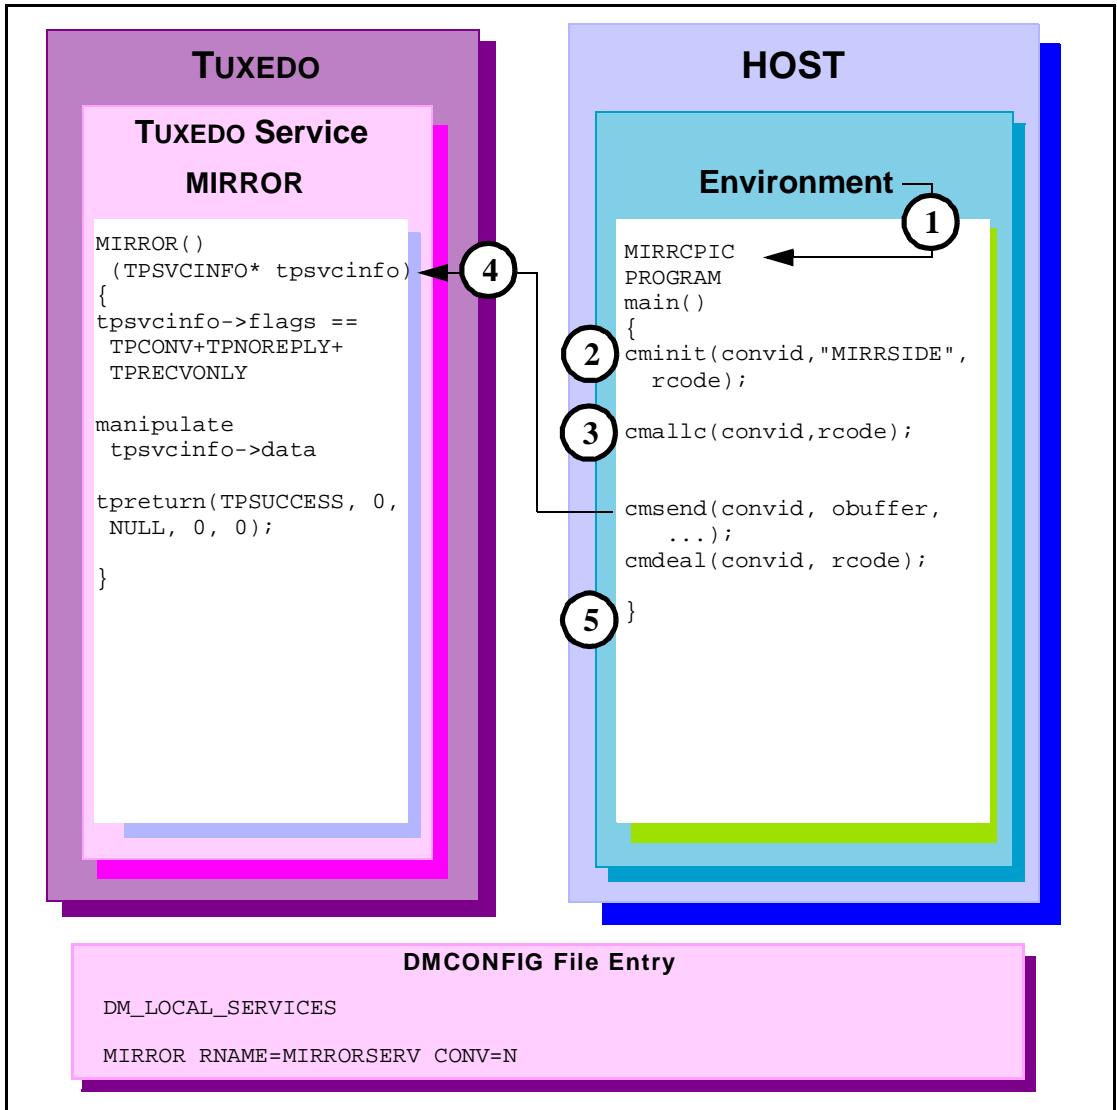 TUXEDO
TUXEDO Service
MIRROR
MIRROR()
(TPSVCINFO* tpsvcinfo)
{
tpsvcinfo->flags ==
TPCONV+TPNOREPLY+
TPRECVONLY
manipulate
tpsvcinfo->data
tpreturn(TPSUCCESS, 0,
NULL, 0, 0);
}
4
HOST
Environment
1
MIRRCPIC
PROGRAM
main()
{
2
cminit(convid,"MIRRSIDE",
rcode);
3
cmallc(convid,rcode);
cmsend(convid, obuffer,
...);
cmdeal(convid, rcode);
5
}
DMCONFIG File Entry
DM_LOCAL_SERVICES
MIRROR RNAME=MIRRORSERV CONV=N